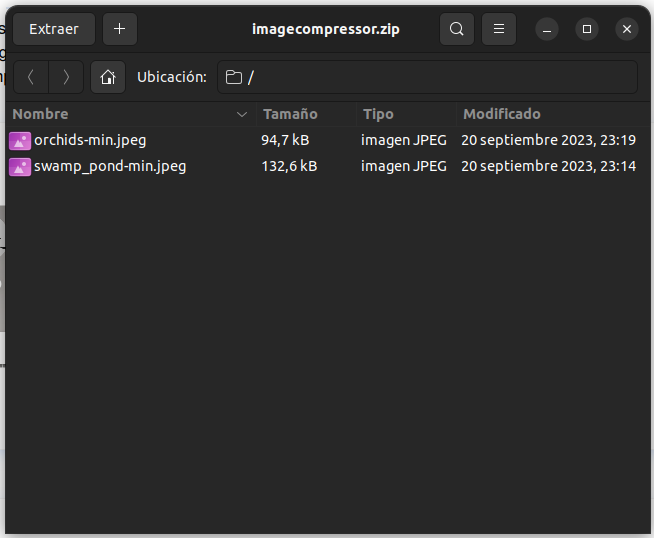 Extraer + imagecompressor.zip
Ubicación: /
Nombre Tamaño Tipo Modificado
orchids-min.jpeg 94,7 kB imagen JPEG 20 septiembre 2023, 23:19
swamp_pond-min.jpeg 132,6 kB imagen JPEG 20 septiembre 2023, 23:14